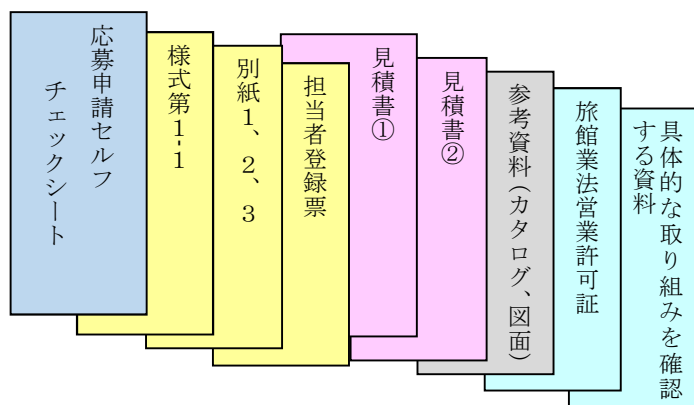 応募申請セルフ
チェックシート
様式第1-1
別紙１、２、３
担当者登録票
見積書①
見積書②
参考資料(カタログ、図面)
旅館業法営業許可証
具体的な取り組みを確認
する資料